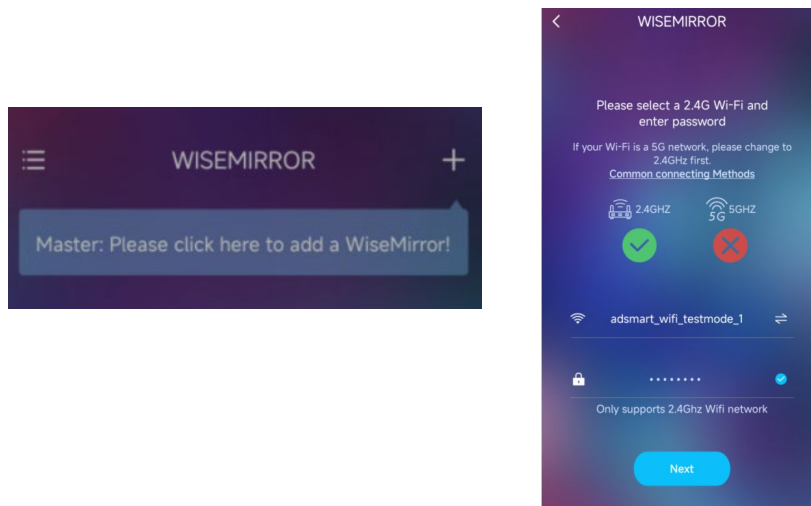 WISEMIRROR
Master: Please click here to add a WiseMirror!
WISEMIRROR
Please select a 2.4G Wi-Fi and
enter password
If your Wi-Fi is a 5G network, please change to
2.4GHz first.
Common connecting Methods
2.4GHZ
5G
5GHZ
adsmart_wifi_testmode_1
Only supports 2.4Ghz Wifi network
Next